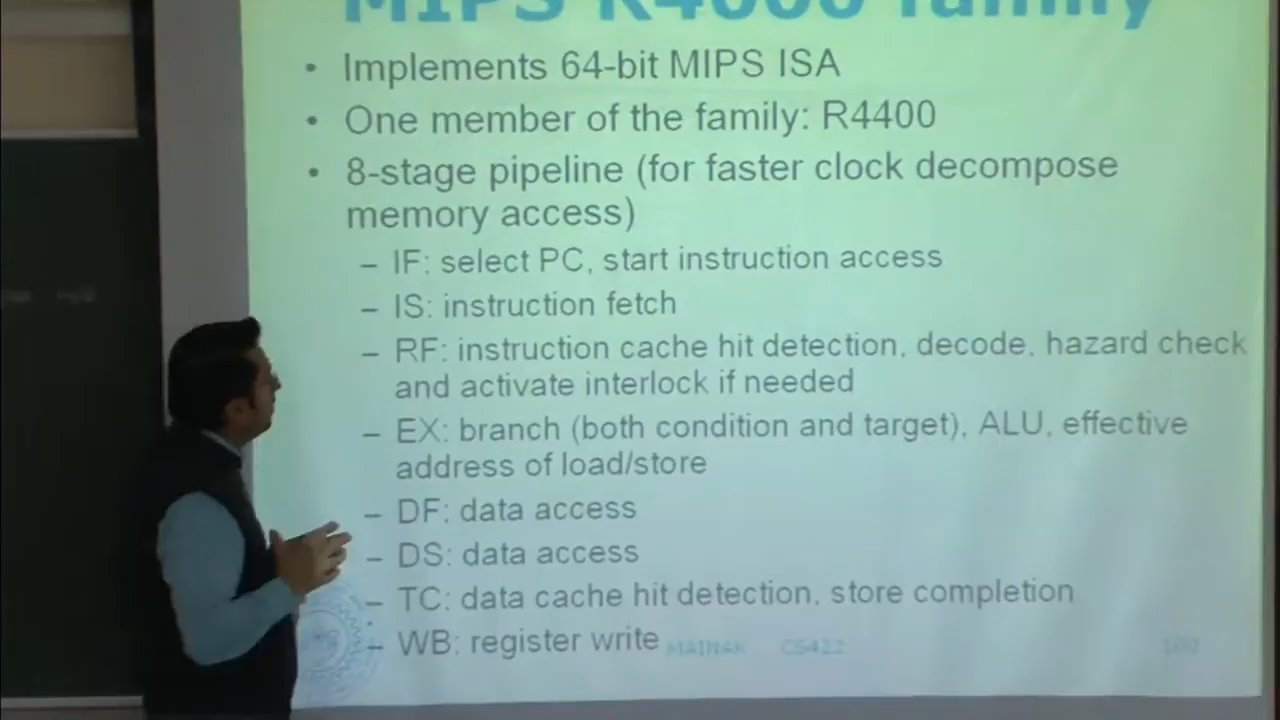 MIPS R4000 family
• Implements 64-bit MIPS ISA
• One member of the family: R4400
• 8-stage pipeline (for faster clock decompose
memory access)
– IF: select PC, start instruction access
– IS: instruction fetch
– RF: instruction cache hit detection, decode, hazard check
and activate interlock if needed
– EX: branch (both condition and target), ALU, effective
address of load/store
– DF: data access
– DS: data access
– TC: data cache hit detection, store completion
– WB: register write
MAINAK CS422